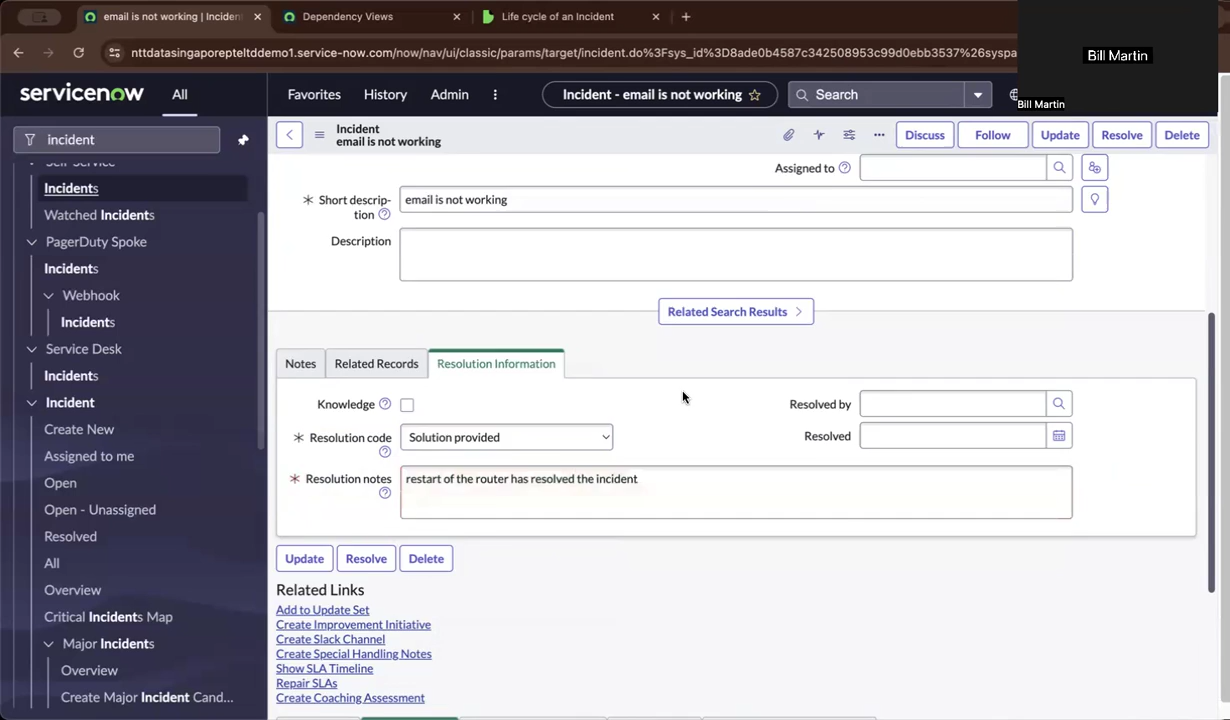 email is not working | Inciden
Dependency Views
Life cycle of an Incident
nttdatasingaporepteltddemo1.service-now.com/now/nav/ui/classic/params/target/incident.do%3Fsys_id%3D8ade0b4587c342508953c99d0ebb3537%26syspa
Bill Martin
Bill Martin
servicenow
All
Favorites
History
Admin
Incident - email is not working
Search
incident
Self-Service
Incidents
Watched Incidents
PagerDuty Spoke
Incidents
Webhook
Incidents
Service Desk
Incidents
Incident
Create New
Assigned to me
Open
Open - Unassigned
Resolved
All
Overview
Critical Incidents Map
Major Incidents
Overview
Create Major Incident Cand...
Incident
email is not working
Discuss
Follow
Update
Resolve
Delete
Assigned to
* Short descrip-
tion
email is not working
Description
Related Search Results
Notes
Related Records
Resolution Information
Knowledge
Resolved by
* Resolution code
Solution provided
Resolved
* Resolution notes
restart of the router has resolved the incident
Update
Resolve
Delete
Related Links
Add to Update Set
Create Improvement Initiative
Create Slack Channel
Create Special Handling Notes
Show SLA Timeline
Repair SLAs
Create Coaching Assessment